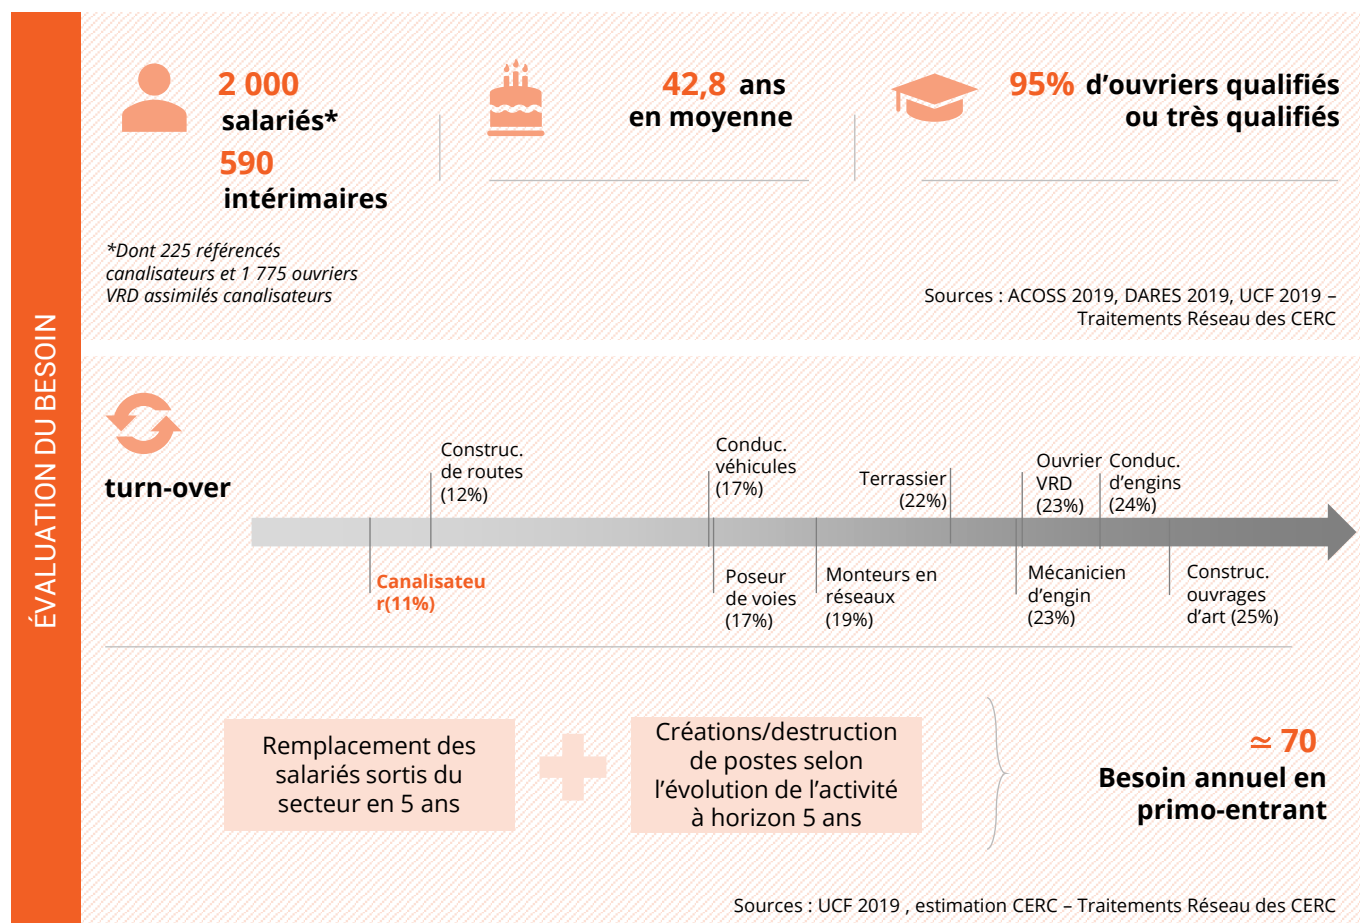 ÉVALUATION DU BESOIN
2 000
salariés*
590
intérimaires
*Dont 225 référencés
canalisateurs et 1 775 ouvriers
VRD assimilés canalisateurs
42,8 ans
en moyenne
95% d’ouvriers qualifiés
ou très qualifiés
Sources : ACOSS 2019, DARES 2019, UCF 2019 –
Traitements Réseau des CERC
turn-over
Construc.
de routes
(12%)
Conduc.
véhicules
(17%)
Terrassier
(22%)
Ouvrier
VRD
(23%)
Conduc.
d’engins
(24%)
Canalisateu
r(11%)
Poseur
de voies
(17%)
Monteurs en
réseaux
(19%)
Mécanicien
d’engin
(23%)
Construc.
ouvrages
d’art (25%)
Remplacement des
salariés sortis du
secteur en 5 ans
Créations/destruction
de postes selon
l’évolution de l’activité
à horizon 5 ans
≃ 70
Besoin annuel en
primo-entrant
Sources : UCF 2019 , estimation CERC – Traitements Réseau des CERC